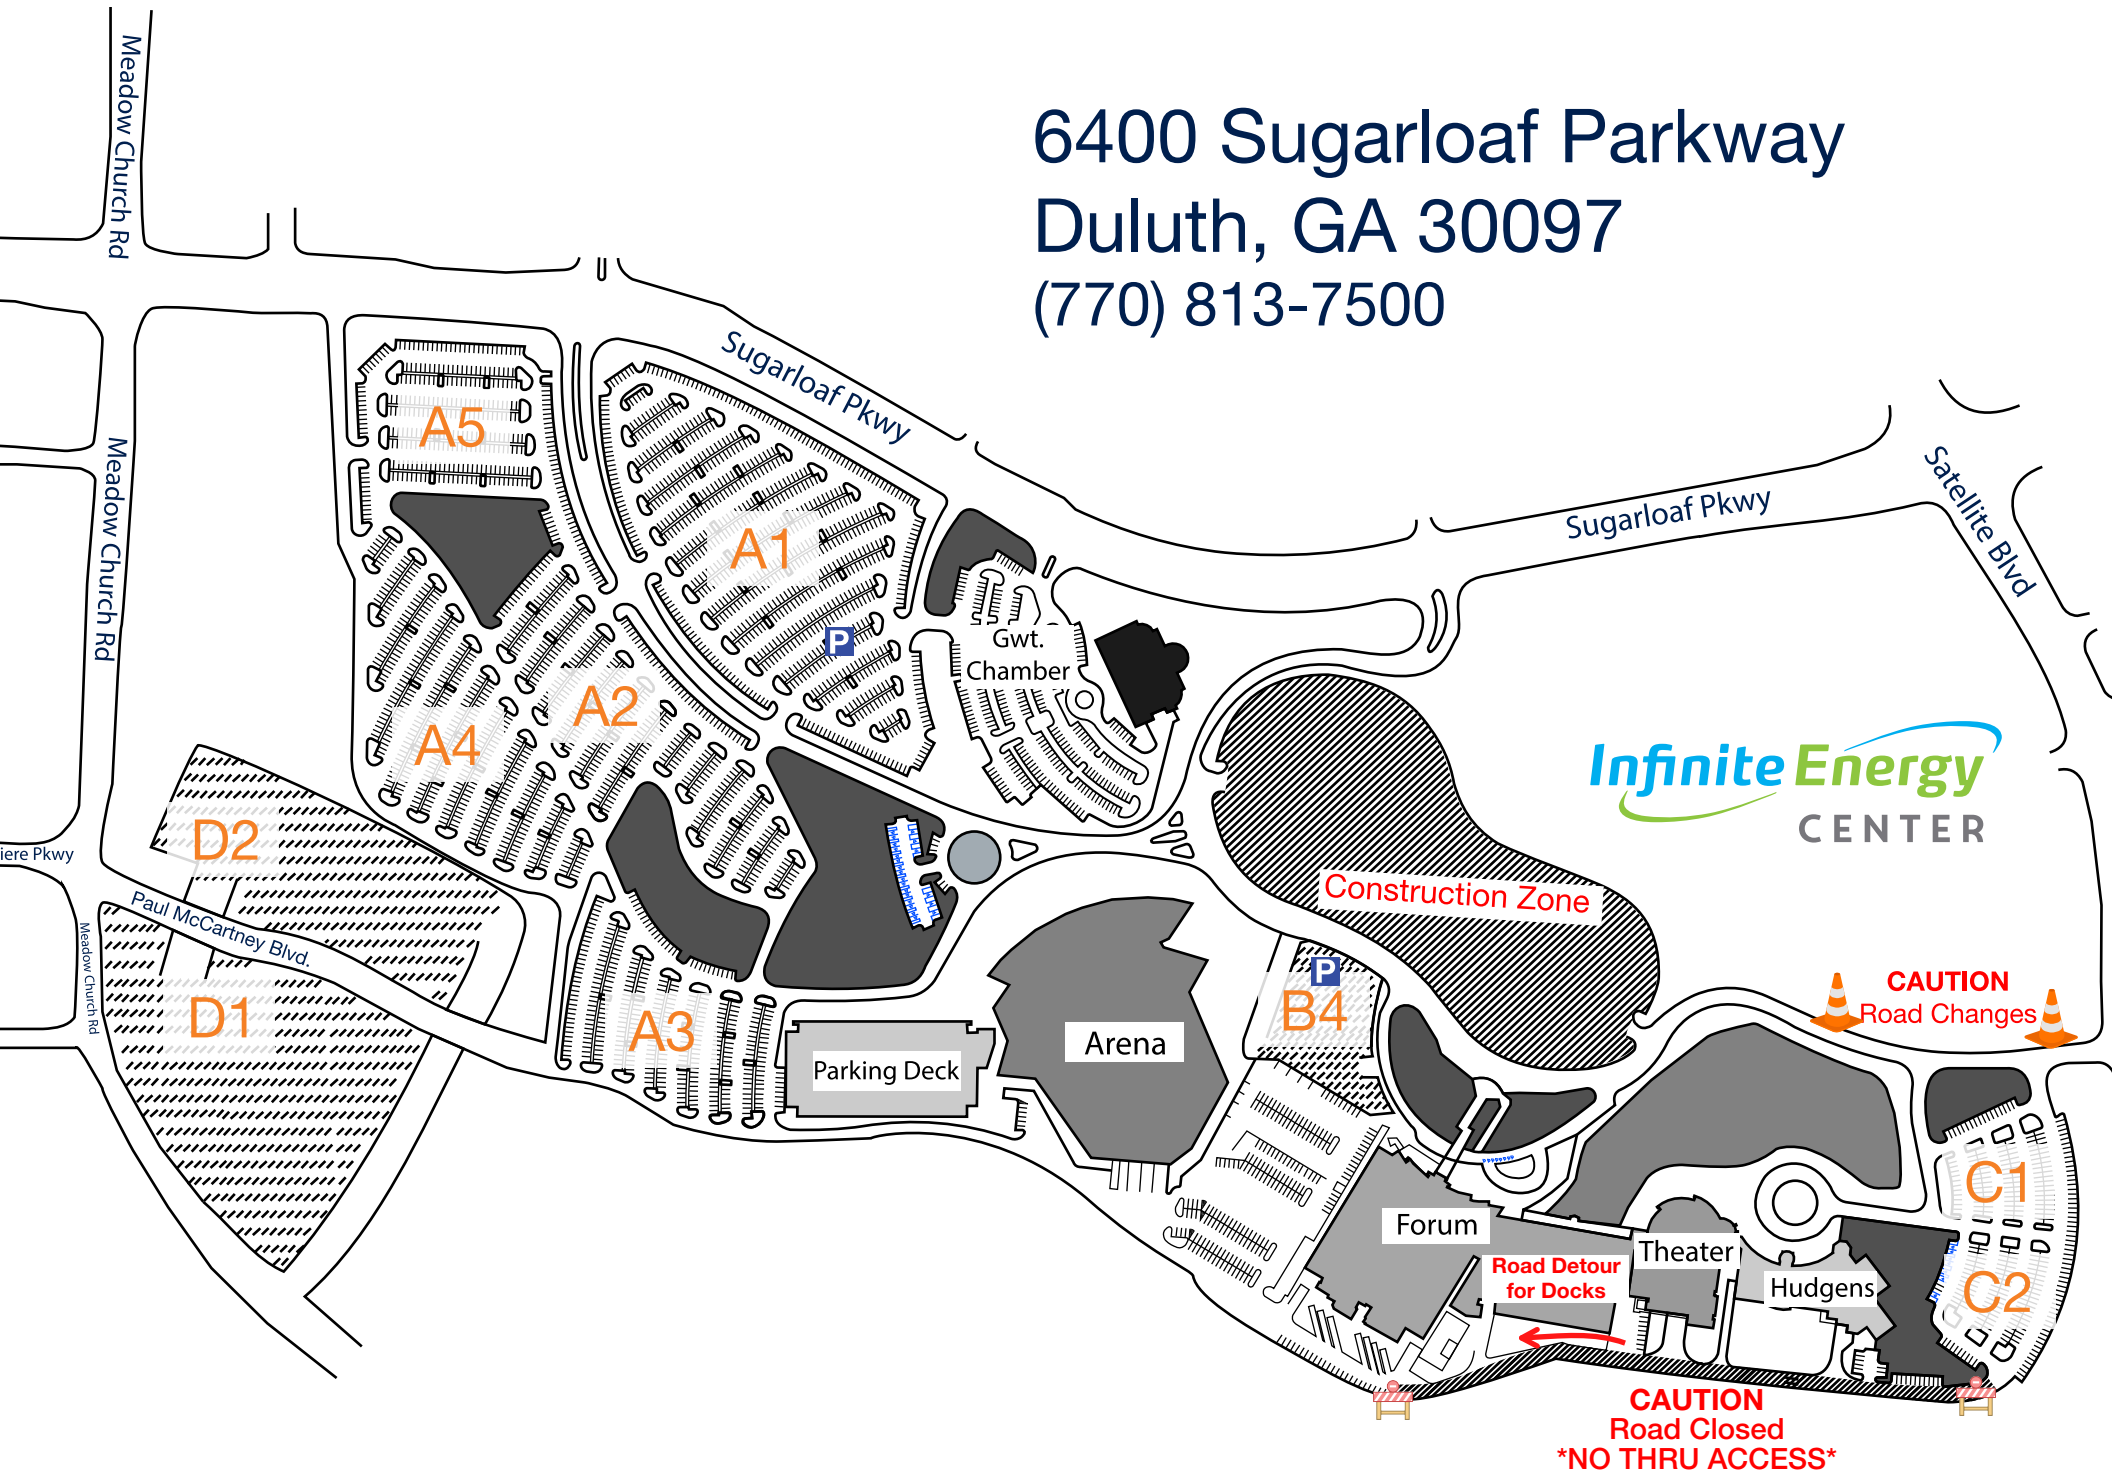 Meadow Church Rd
6400 Sugarloaf Parkway
Duluth, GA 30097
(770) 813-7500
Sugarloaf Pkwy
A5
Meadow Church Rd
A1
Sugarloaf Pkwy
Satellite Blvd
P
Gwt.
Chamber
A2
A4
Infinite Energy
CENTER
D2
iere Pkwy
Construction Zone
Paul McCartney Blvd.
Meadow Church Rd
P
B4
CAUTION
Road Changes
D1
A3
Arena
Parking Deck
C1
Forum
Theater
Road Detour
for Docks
Hudgens
C2
CAUTION
Road Closed
*NO THRU ACCESS*